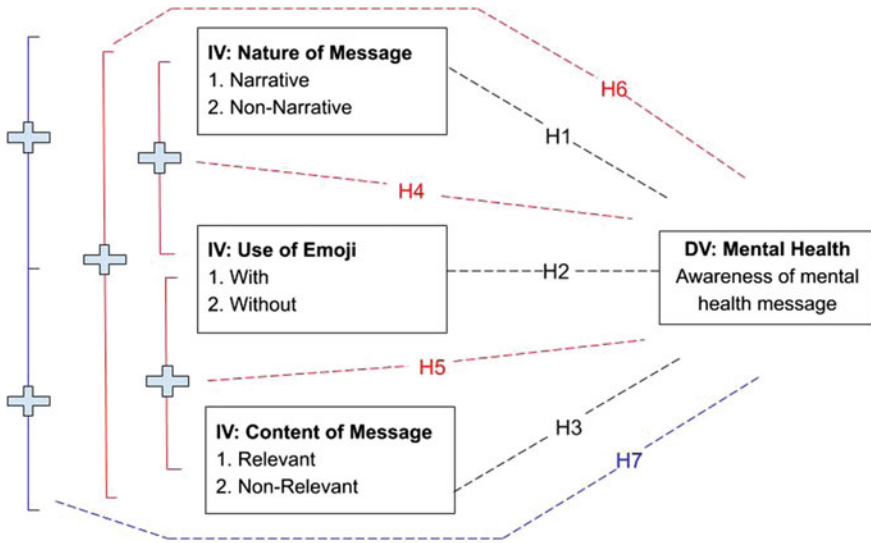 IV: Nature of Message
1. Narrative
2. Non-Narrative
H6
H1
H4
IV: Use of Emoji
1. With
2. Without
H2
DV: Mental Health
Awareness of mental
health message
H5
IV: Content of Message
1. Relevant
2. Non-Relevant
H3
H7